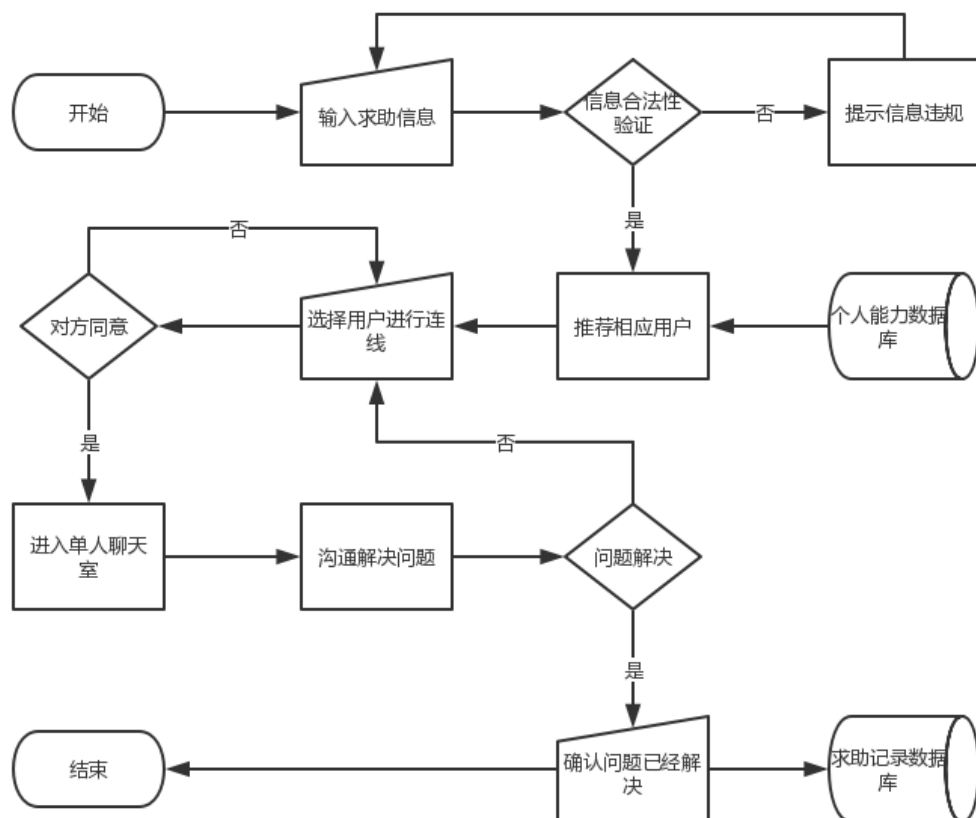 开始
输入求助信息
信息合法性
验证
否
提示信息违规
是
否
对方同意
选择用户进行连
线
推荐相应用户
个人能力数据
库
是
否
进入单人聊天
室
沟通解决问题
问题解决
是
结束
确认问题已经解
决
求助记录数据
库